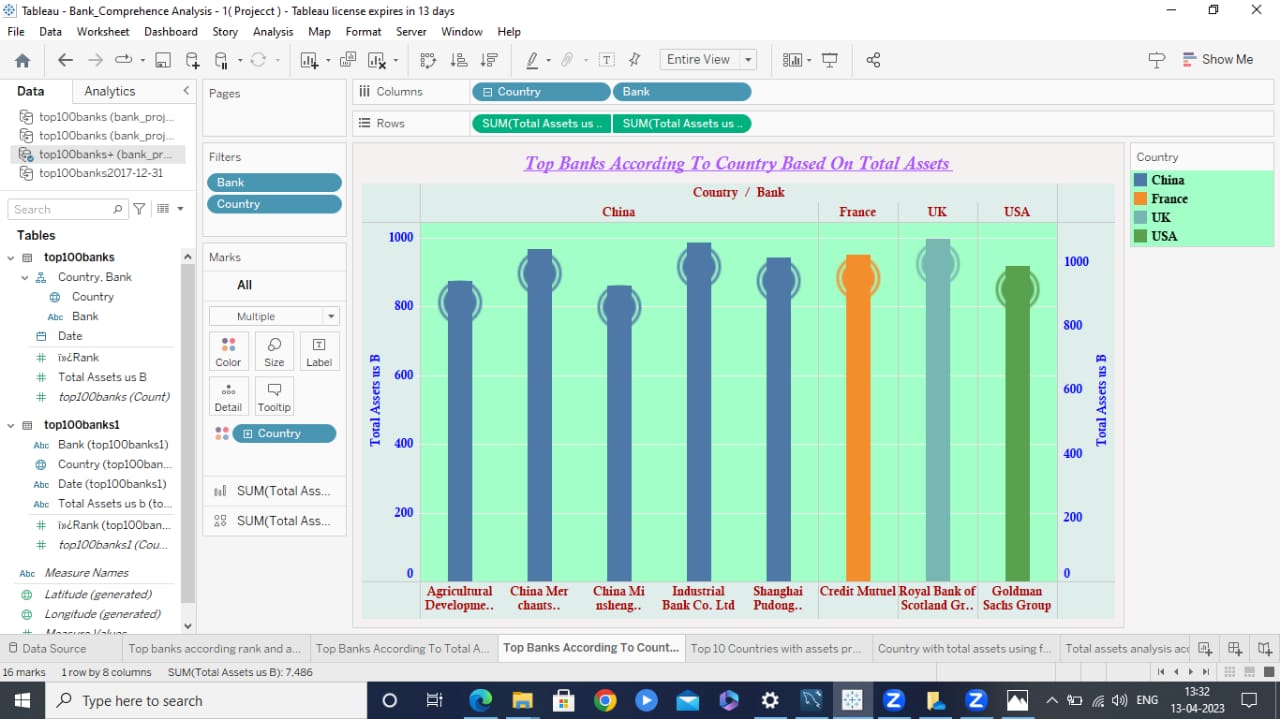 Tableau - Bank_Comprehence Analysis - 1( Projecct ) - Tableau license expires in 13 days
File Data Worksheet Dashboard Story Analysis Map Format Server Window Help
Entire View
Show Me
Data
Analytics
top100banks (bank_proj...
top100banks (bank_proj...
top100banks+ (bank_pr...
top100banks2017-12-31
Search
Tables
top100banks
Country, Bank
Country
Abc Bank
Date
ï»¿Rank
Total Assets us B
top100banks (Count)
top100banks1
Abc Bank (top100banks1)
Country (top100ban...
Abc Date (top100banks1)
Abc Total Assets us b (to...
ï»¿Rank (top100ban...
top100banks1 (Cou...
Abc Measure Names
Latitude (generated)
Longitude (generated)
Measure Values
Pages
Filters
Bank
Country
Marks
All
Multiple
Color Size Label
Detail Tooltip
Country
SUM(Total Ass...
SUM(Total Ass...
Columns Country Bank
Rows SUM(Total Assets us .. SUM(Total Assets us ..
Top Banks According To Country Based On Total Assets
Country / Bank
China France UK USA
Total Assets us B
1000
800
600
400
200
0
Total Assets us B
1000
800
600
400
200
0
Agricultural Developme..
China Mer chants..
China Mi nsheng..
Industrial Bank Co. Ltd
Shanghai Pudong..
Credit Mutuel
Royal Bank of Scotland Gr..
Goldman Sachs Group
Country
China
France
UK
USA
Data Source Top banks according rank and a... Top Banks According To Total A... Top Banks According To Count... Top 10 Countries with assets pr... Country with total assets using f... Total assets analysis acc
16 marks 1 row by 8 columns SUM(Total Assets us B): 7.486
Type here to search
ENG
13:32
13-04-2023